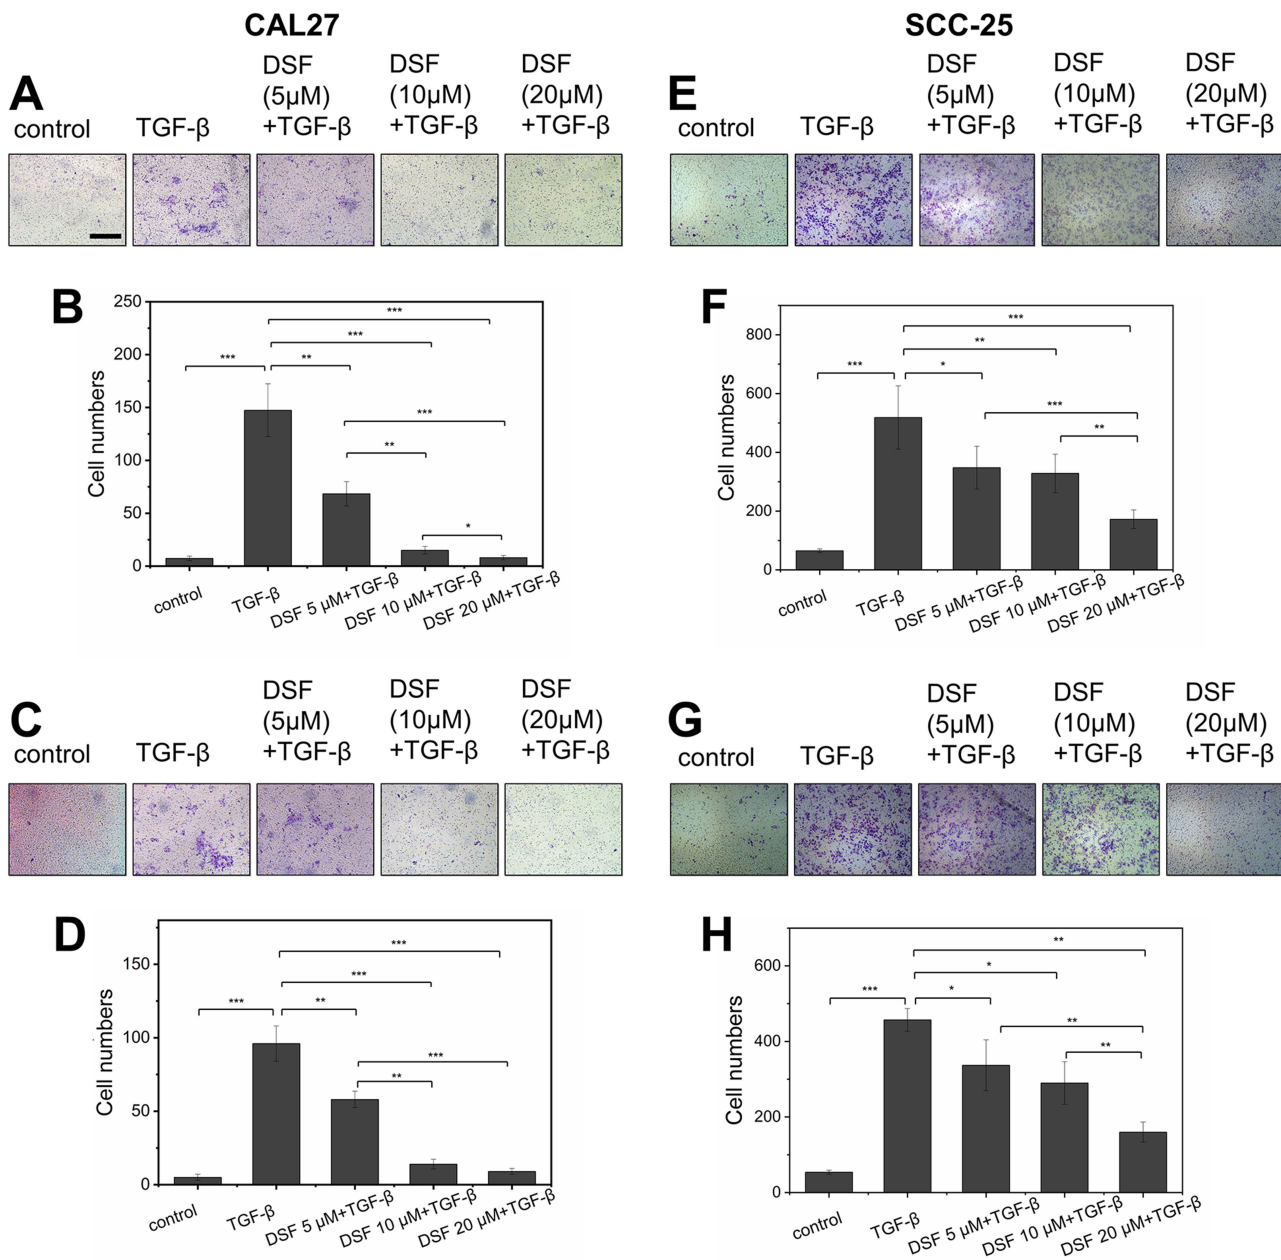 CAL27
SCC-25
A
control
TGF-β
DSF
(5μM)
+TGF-β
DSF
(10μM)
+TGF-β
DSF
(20μM)
+TGF-β
E
control
TGF-β
DSF
(5μM)
+TGF-β
DSF
(10μM)
+TGF-β
DSF
(20μM)
+TGF-β
B
Cell numbers
250
200
150
100
50
0
***
***
***
**
***
**
*
control
TGF-β
DSF 5 μM+TGF-β
DSF 10 μM+TGF-β
DSF 20 μM+TGF-β
F
Cell numbers
800
600
400
200
0
***
**
***
*
***
**
control
TGF-β
DSF 5 μM+TGF-β
DSF 10 μM+TGF-β
DSF 20 μM+TGF-β
C
control
TGF-β
DSF
(5μM)
+TGF-β
DSF
(10μM)
+TGF-β
DSF
(20μM)
+TGF-β
G
control
TGF-β
DSF
(5μM)
+TGF-β
DSF
(10μM)
+TGF-β
DSF
(20μM)
+TGF-β
D
Cell numbers
150
100
50
0
***
***
***
**
***
**
control
TGF-β
DSF 5 μM+TGF-β
DSF 10 μM+TGF-β
DSF 20 μM+TGF-β
H
Cell numbers
600
400
200
0
**
*
***
*
**
**
control
TGF-β
DSF 5 μM+TGF-β
DSF 10 μM+TGF-β
DSF 20 μM+TGF-β